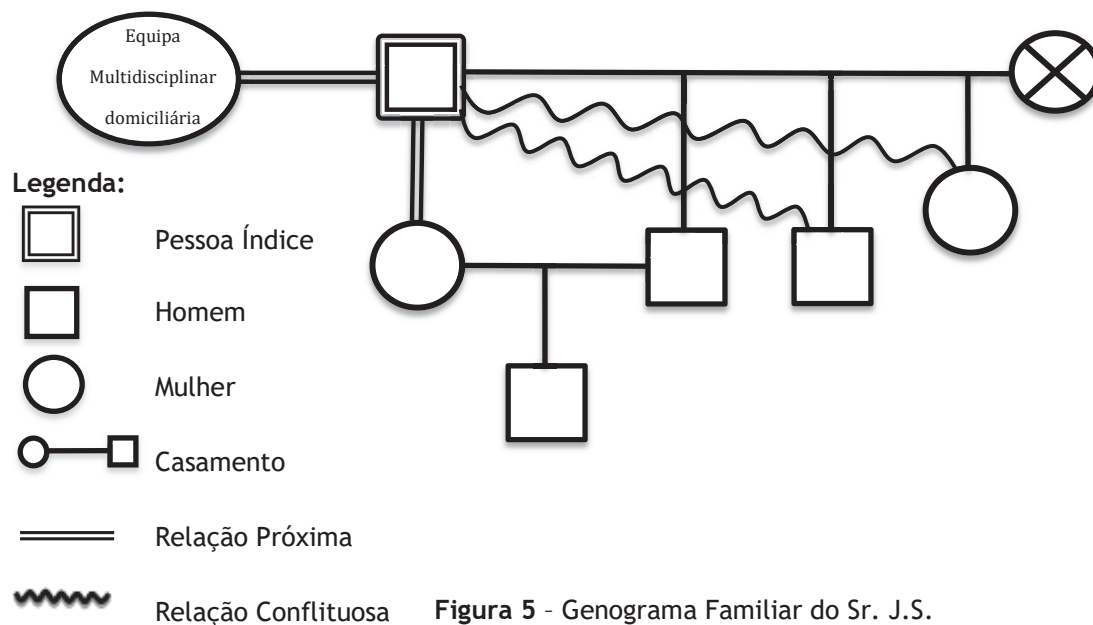 Equipa
Multidisciplinar
domiciliária
Legenda:
Pessoa Índice
Homem
Mulher
Casamento
Relação Próxima
Relação Conflituosa
Figura 5 - Genograma Familiar do Sr. J.S.